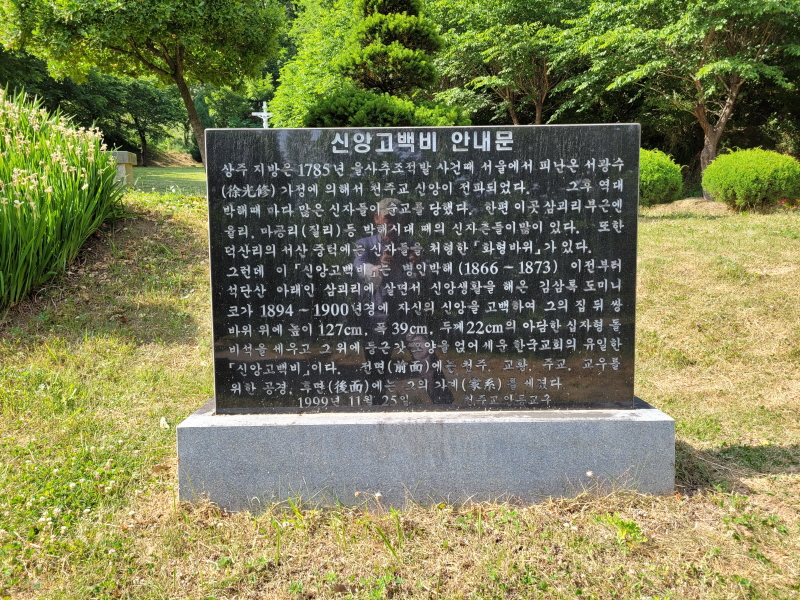 신앙고백비 안내문
상주 지방은 1785년 을사추조적발 사건때 서울에서 피난온 서광수
(徐光修) 가정에 의해서 천주교 신앙이 전파되었다. 그후 역대
박해때 마다 많은 신자들이 순교를 당했다. 한편 이곳 삼괴리부근엔
율리, 마공리(질리) 등 박해시대 때의 신자촌들이많이 있다. 또한
덕산리의 서산 중턱에는 신자들을 처형한「화형바위」가 있다.
그런데 이「신앙고백비」는 병인박해(1866 ~ 1873) 이전부터
석단산 아래인 삼괴리에 살면서 신앙생활을 해온 김삼록 도미니
코가 1894 ~ 1900년경에 자신의 신앙을 고백하여 그의 집 뒤 쌍
바위 위에 높이 127cm, 폭 39cm, 두께22cm의 아담한 십자형 돌
비석을 세우고 그 위에 둥근갓 모양을 얹어세운 한국교회의 유일한
「신앙고백비」이다. 전면(前面)에는 천주, 교황, 주교, 교우를
위한 공경, 후면(後面)에는 그의 가계(家系)를 새겼다
1999년 11월 25일 천주교안동교구